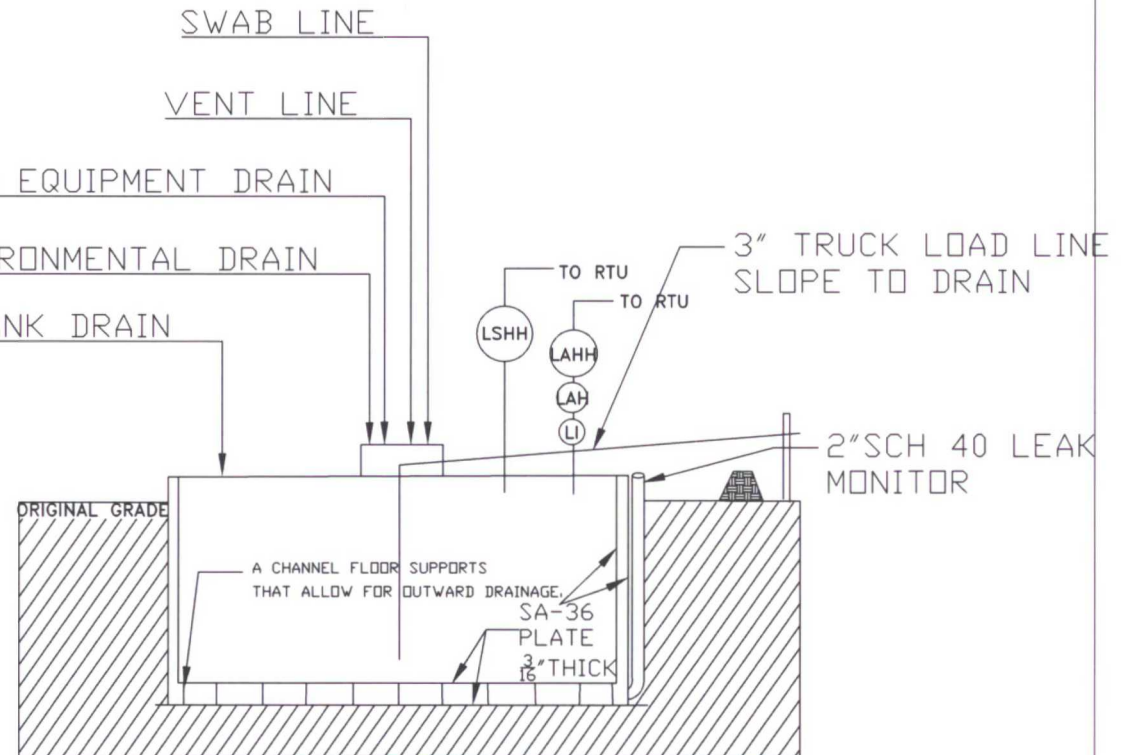 SWAB LINE
VENT LINE
EQUIPMENT DRAIN
RONMENTAL DRAIN
NK DRAIN
TO RTU
TO RTU
LSHH
LAHH
LAH
LI
3" TRUCK LOAD LINE
SLOPE TO DRAIN
2"SCH 40 LEAK
MONITOR
ORIGINAL GRADE
A CHANNEL FLOOR SUPPORTS
THAT ALLOW FOR OUTWARD DRAINAGE.
SA-36
PLATE
3/16"THICK